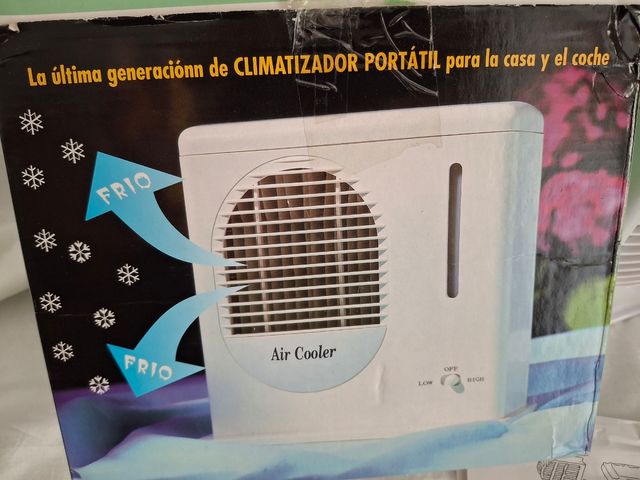 La última generaciónn de CLIMATIZADOR PORTÁTIL para la casa y el coche
FRIO
FRIO
Air Cooler
OFF
LOW HIGH